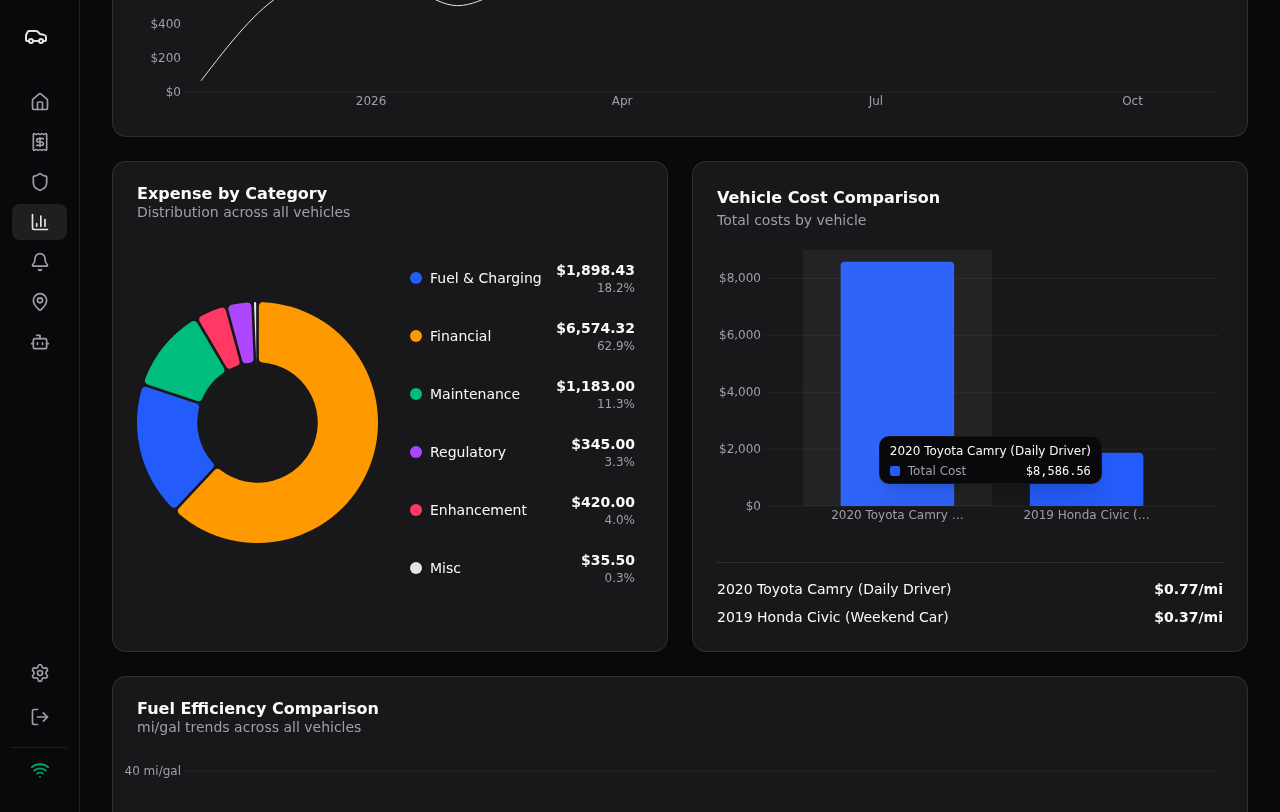 $400
$200
$0
2026 Apr Jul Oct
Expense by Category
Distribution across all vehicles
Fuel & Charging $1,898.43
18.2%
Financial $6,574.32
62.9%
Maintenance $1,183.00
11.3%
Regulatory $345.00
3.3%
Enhancement $420.00
4.0%
Misc $35.50
0.3%
Vehicle Cost Comparison
Total costs by vehicle
$8,000
$6,000
$4,000
$2,000
$0
2020 Toyota Camry (Daily Driver)
Total Cost $8,586.56
2020 Toyota Camry ... 2019 Honda Civic (...
2020 Toyota Camry (Daily Driver) $0.77/mi
2019 Honda Civic (Weekend Car) $0.37/mi
Fuel Efficiency Comparison
mi/gal trends across all vehicles
40 mi/gal